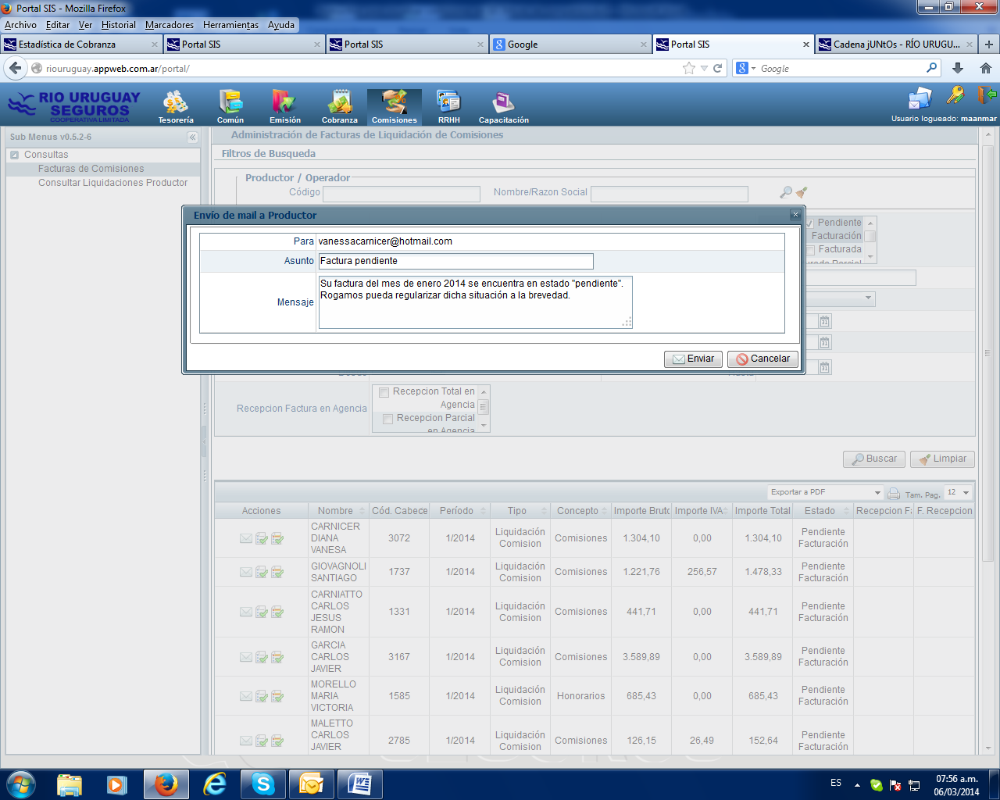 Portal SIS - Mozilla Firefox
Archivo Editar Ver Historial Marcadores Herramientas Ayuda
Estadística de Cobranza
Portal SIS
Portal SIS
Google
Portal SIS
Cadena jUNtOs - RÍO URUGU...
riouruguay.appweb.com.ar/portal/
Google
RIO URUGUAY
SEGUROS
COOPERATIVA LIMITADA
Tesorería
Común
Emisión
Cobranza
Comisiones
RRHH
Capacitación
Usuario logueado: maanmar
Sub Menus v0.5.2-6
Consultas
Facturas de Comisiones
Consultar Liquidaciones Productor
Administración de Facturas de Liquidación de Comisiones
Filtros de Busqueda
Productor / Operador
Código
Nombre/Razon Social
Envío de mail a Productor
Para vanessacarnicer@hotmail.com
Asunto Factura pendiente
Mensaje
Su factura del mes de enero 2014 se encuentra en estado "pendiente".
Rogamos pueda regularizar dicha situación a la brevedad.
Enviar
Cancelar
Pendiente
Facturación
Facturada
Recepcion Factura en Agencia
Recepcion Total en
Agencia
Recepcion Parcial
en Agencia
Buscar
Limpiar
Exportar a PDF
Tam. Pag. 12
Acciones Nombre Cód. Cabece Período Tipo Concepto Importe Bruto Importe IVA Importe Total Estado Recepcion Fa F. Recepcion
CARNICER
DIANA
VANESA
3072 1/2014 Liquidación Comision Comisiones 1.304,10 0,00 1.304,10 Pendiente Facturación
GIOVAGNOLI
SANTIAGO
1737 1/2014 Liquidación Comision Comisiones 1.221,76 256,57 1.478,33 Pendiente Facturación
CARNIATTO
CARLOS
JESUS
RAMON
1331 1/2014 Liquidación Comision Comisiones 441,71 0,00 441,71 Pendiente Facturación
GARCIA
CARLOS
JAVIER
3167 1/2014 Liquidación Comision Comisiones 3.589,89 0,00 3.589,89 Pendiente Facturación
MORELLO
MARIA
VICTORIA
1585 1/2014 Liquidación Comision Honorarios 685,43 0,00 685,43 Pendiente Facturación
MALETTO
CARLOS
JAVIER
2785 1/2014 Liquidación Comision Comisiones 126,15 26,49 152,64 Pendiente Facturación
ES
07:56 a.m.
06/03/2014